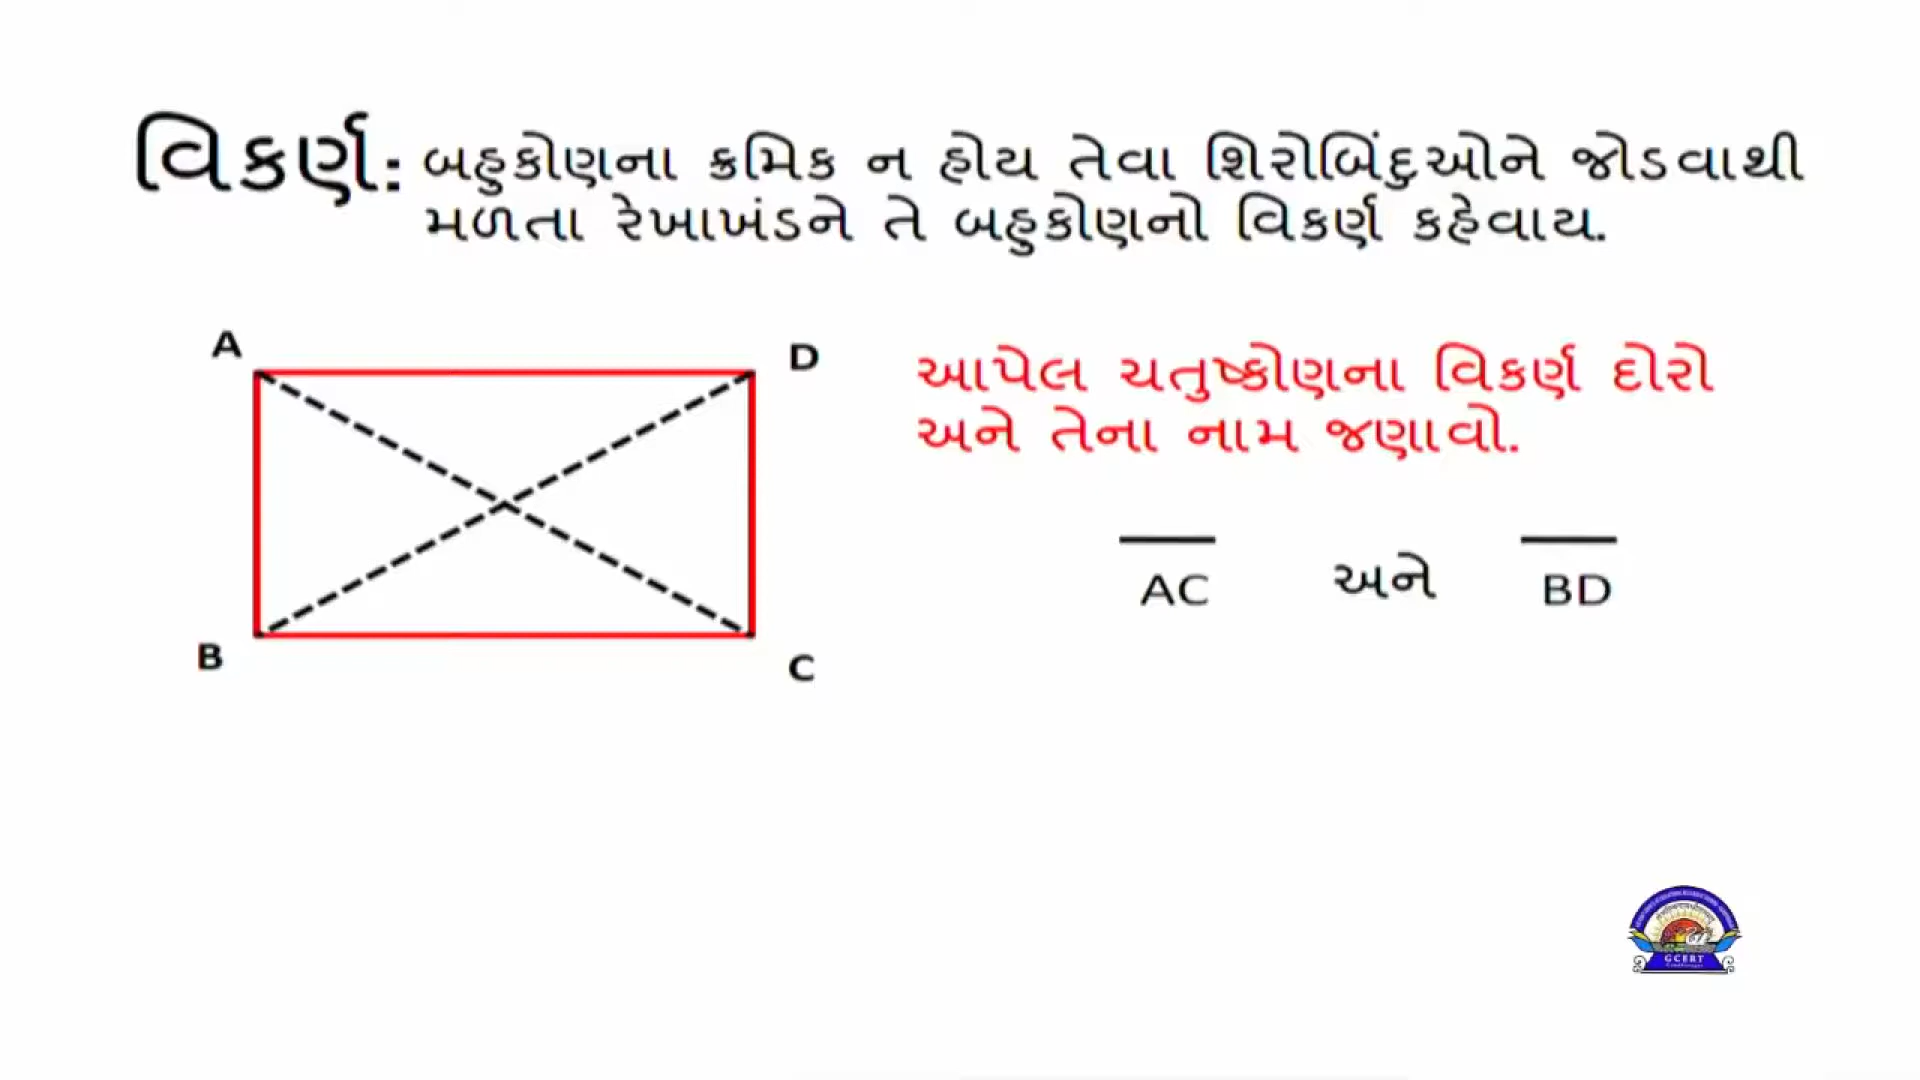 વિકર્ણ: બહુકોણના ક્રમિક ન હોય તેવા શિરોબિંદુઓને જોડવાથી
મળતા રેખાખંડને તે બહુકોણનો વિકર્ણ કહેવાય.
A
D
B
C
આપેલ ચતુષ્કોણના વિકર્ણ દોરો
અને તેના નામ જણાવો.
AC અને BD
GCERT